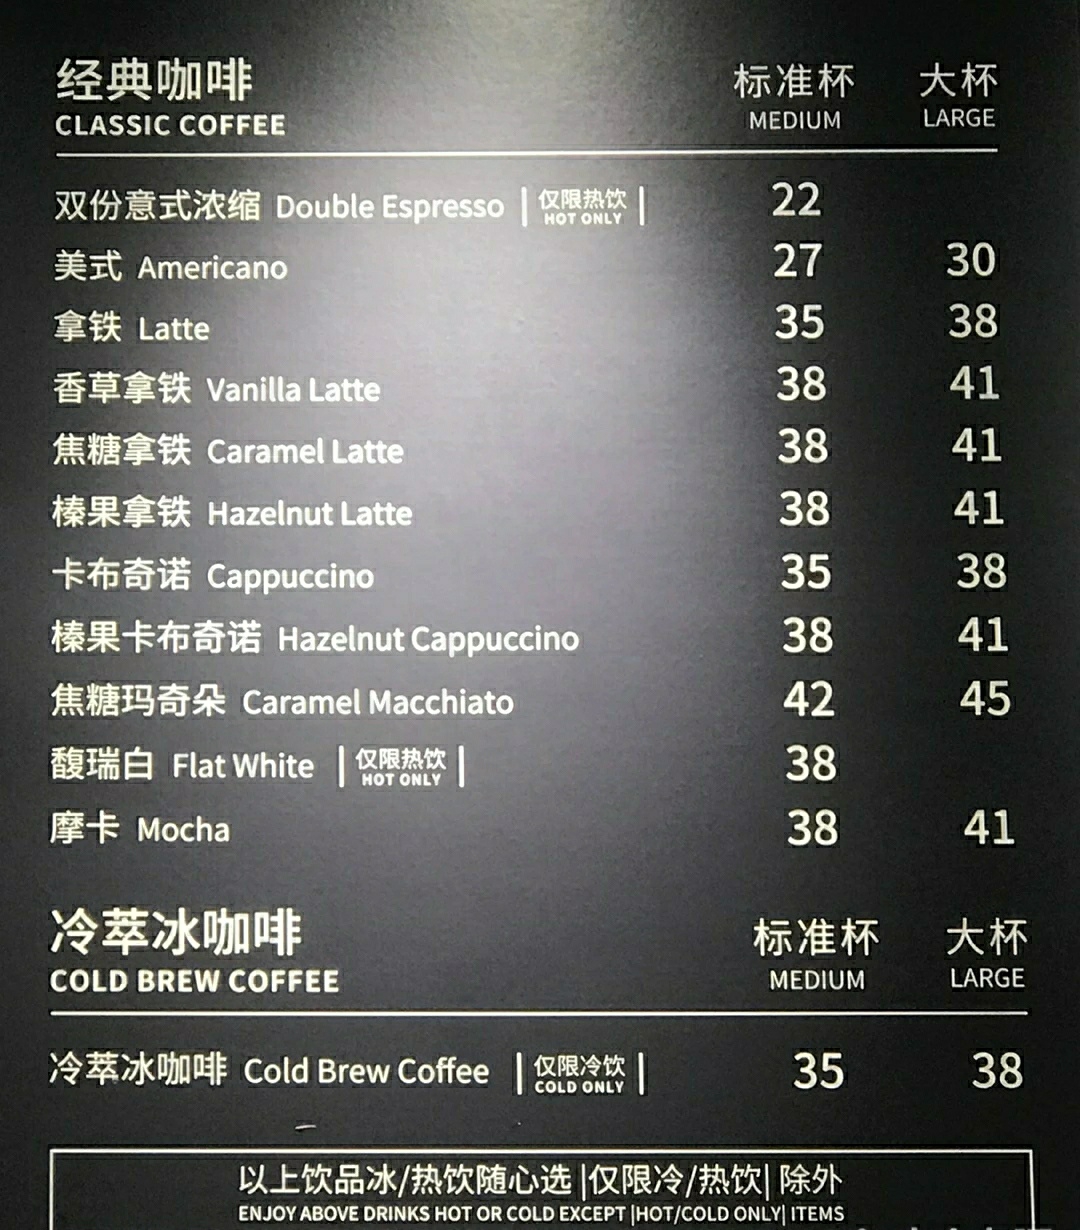 经典咖啡 标准杯 大杯
CLASSIC COFFEE MEDIUM LARGE
双份意式浓缩 Double Espresso |仅限热饮 HOT ONLY| 22
美式 Americano 27 30
拿铁 Latte 35 38
香草拿铁 Vanilla Latte 38 41
焦糖拿铁 Caramel Latte 38 41
榛果拿铁 Hazelnut Latte 38 41
卡布奇诺 Cappuccino 35 38
榛果卡布奇诺 Hazelnut Cappuccino 38 41
焦糖玛奇朵 Caramel Macchiato 42 45
馥瑞白 Flat White |仅限热饮 HOT ONLY| 38
摩卡 Mocha 38 41
冷萃冰咖啡 标准杯 大杯
COLD BREW COFFEE MEDIUM LARGE
冷萃冰咖啡 Cold Brew Coffee |仅限冷饮 COLD ONLY| 35 38
以上饮品冰/热饮随心选 |仅限冷/热饮| 除外
ENJOY ABOVE DRINKS HOT OR COLD EXCEPT |HOT/COLD ONLY| ITEMS